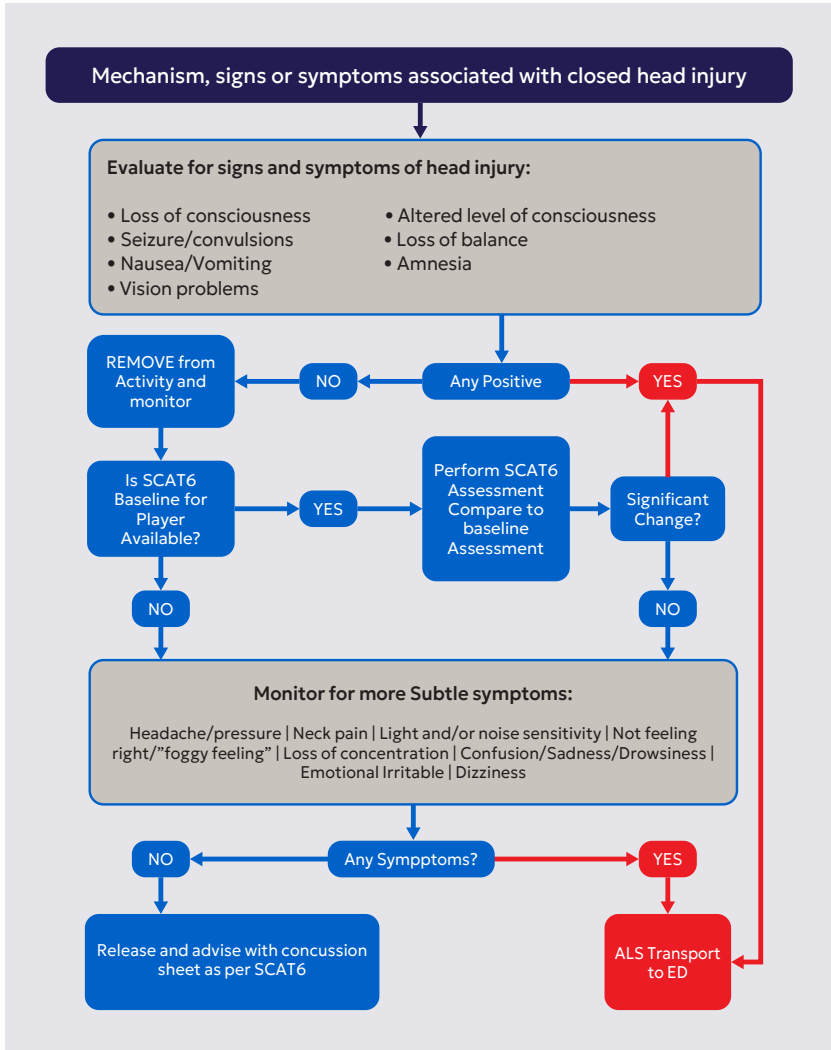 Mechanism, signs or symptoms associated with closed head injury
Evaluate for signs and symptoms of head injury:
• Loss of consciousness
• Seizure/convulsions
• Nausea/Vomiting
• Vision problems
• Altered level of consciousness
• Loss of balance
• Amnesia
REMOVE from
Activity and
monitor
NO
Any Positive
YES
Is SCAT6
Baseline for
Player
Available?
YES
Perform SCAT6
Assessment
Compare to
baseline
Assessment
Significant
Change?
NO
NO
Monitor for more Subtle symptoms:
Headache/pressure | Neck pain | Light and/or noise sensitivity | Not feeling
right/”foggy feeling” | Loss of concentration | Confusion/Sadness/Drowsiness |
Emotional Irritable | Dizziness
NO
Any Sympptoms?
YES
Release and advise with concussion
sheet as per SCAT6
ALS Transport
to ED